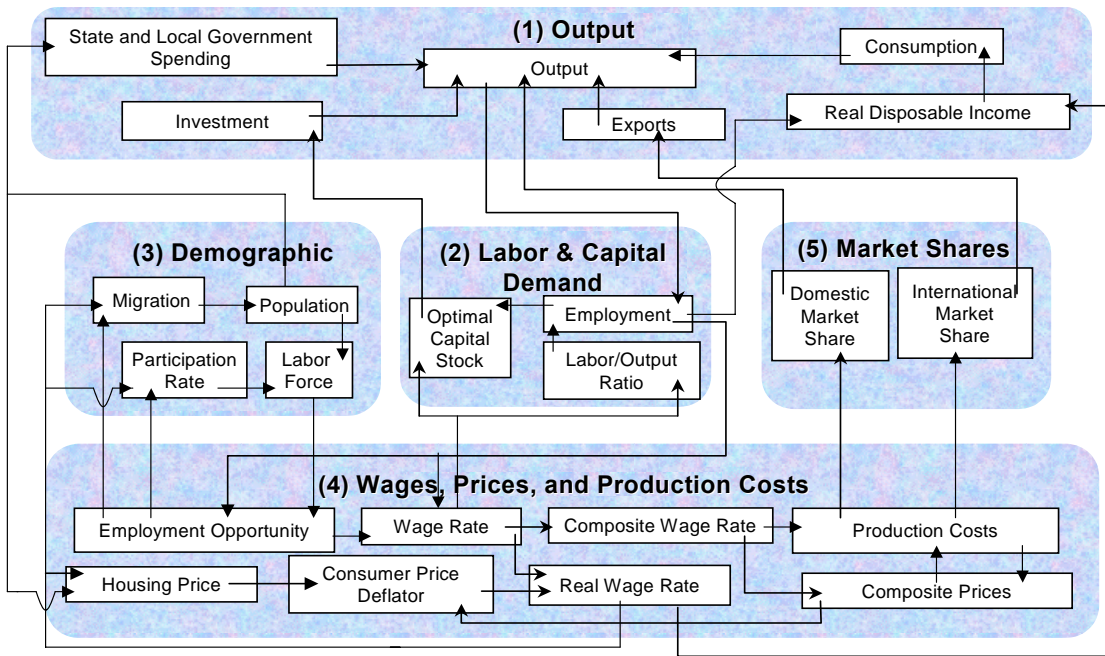 (1) Output
State and Local Government
Spending
Output
Consumption
Investment
Exports
Real Disposable Income
(3) Demographic
Migration
Population
Participation
Rate
Labor
Force
(2) Labor & Capital
Demand
Optimal
Capital
Stock
Employment
Labor/Output
Ratio
(5) Market Shares
Domestic
Market
Share
International
Market
Share
(4) Wages, Prices, and Production Costs
Employment Opportunity
Wage Rate
Composite Wage Rate
Production Costs
Housing Price
Consumer Price
Deflator
Real Wage Rate
Composite Prices